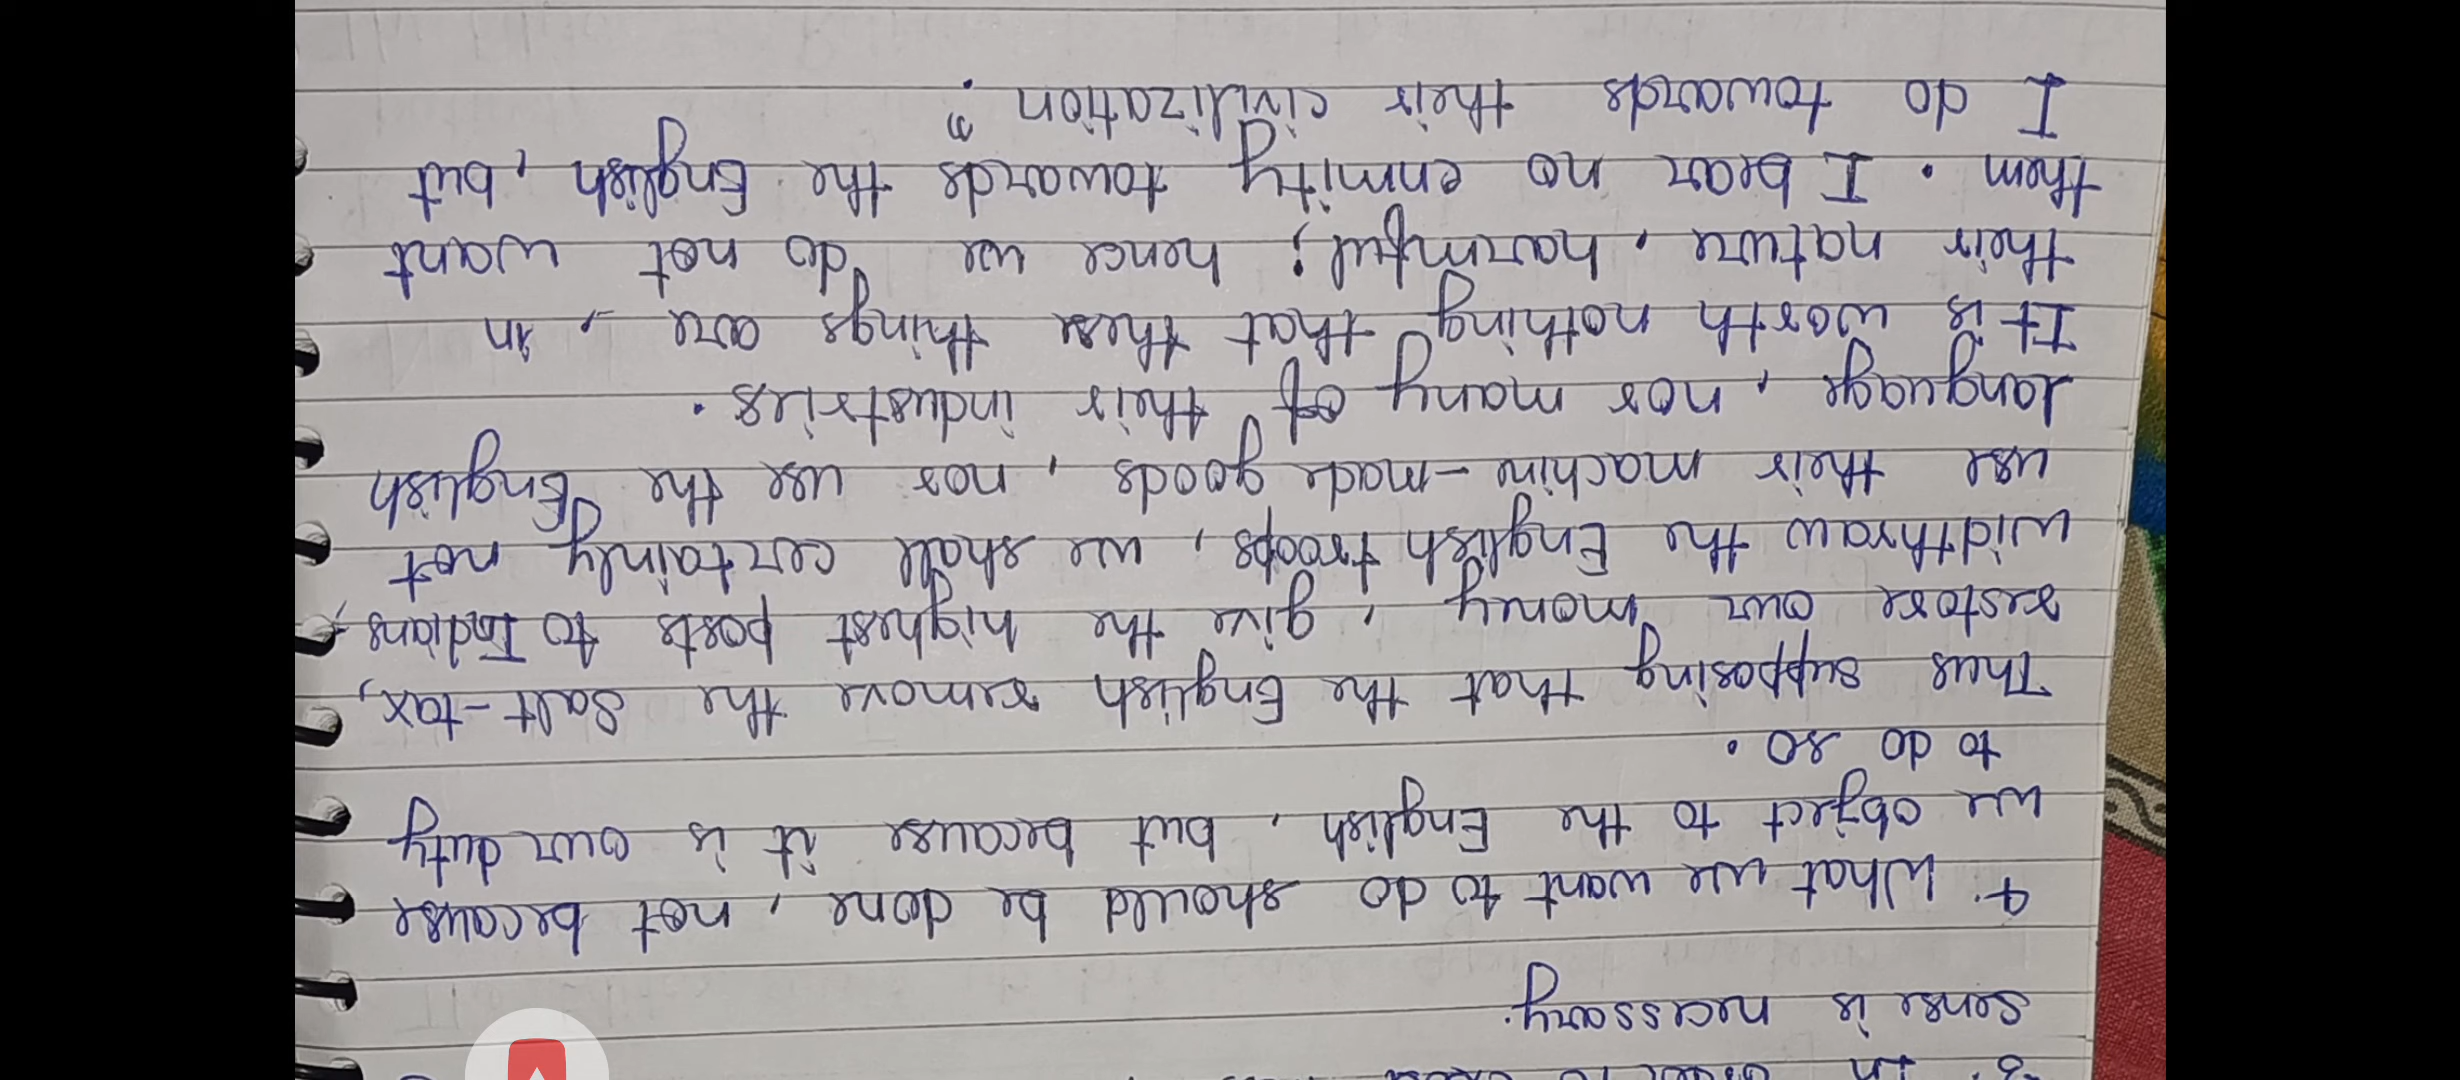 sense is necessary.
4. What we want to do should be done, not because
we object to the English, but because it is our duty
to do so.
Thus supposing that the English remove the Salt-tax,
restore our money, give the highest posts to Indians,
widthraw the English troops, we shall certainly not
use their machine-made goods, nor use the English
language, nor many of their industries.
It is worth nothing that these things are, in
their nature, harmful; hence we do not want
them. I bear no enmity towards the English, but
I do towards their civilization".